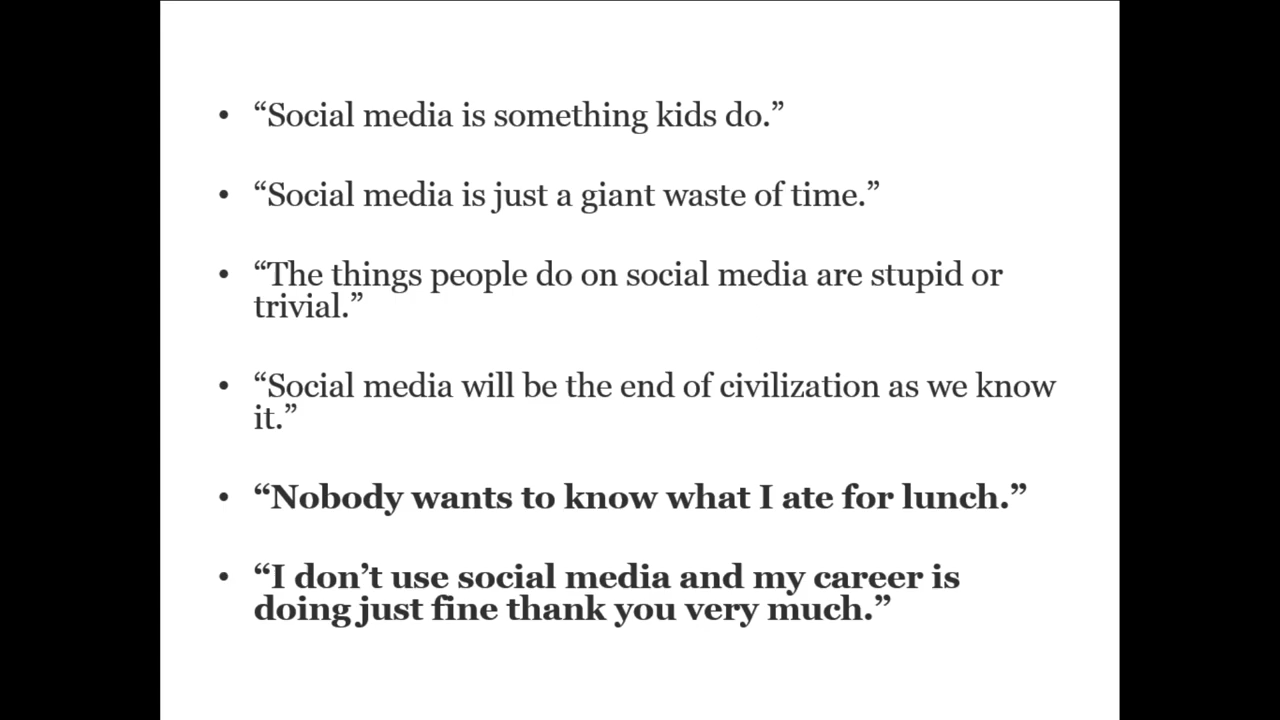 • “Social media is something kids do.”
• “Social media is just a giant waste of time.”
• “The things people do on social media are stupid or
trivial.”
• “Social media will be the end of civilization as we know
it.”
• “Nobody wants to know what I ate for lunch.”
• “I don’t use social media and my career is
doing just fine thank you very much.”